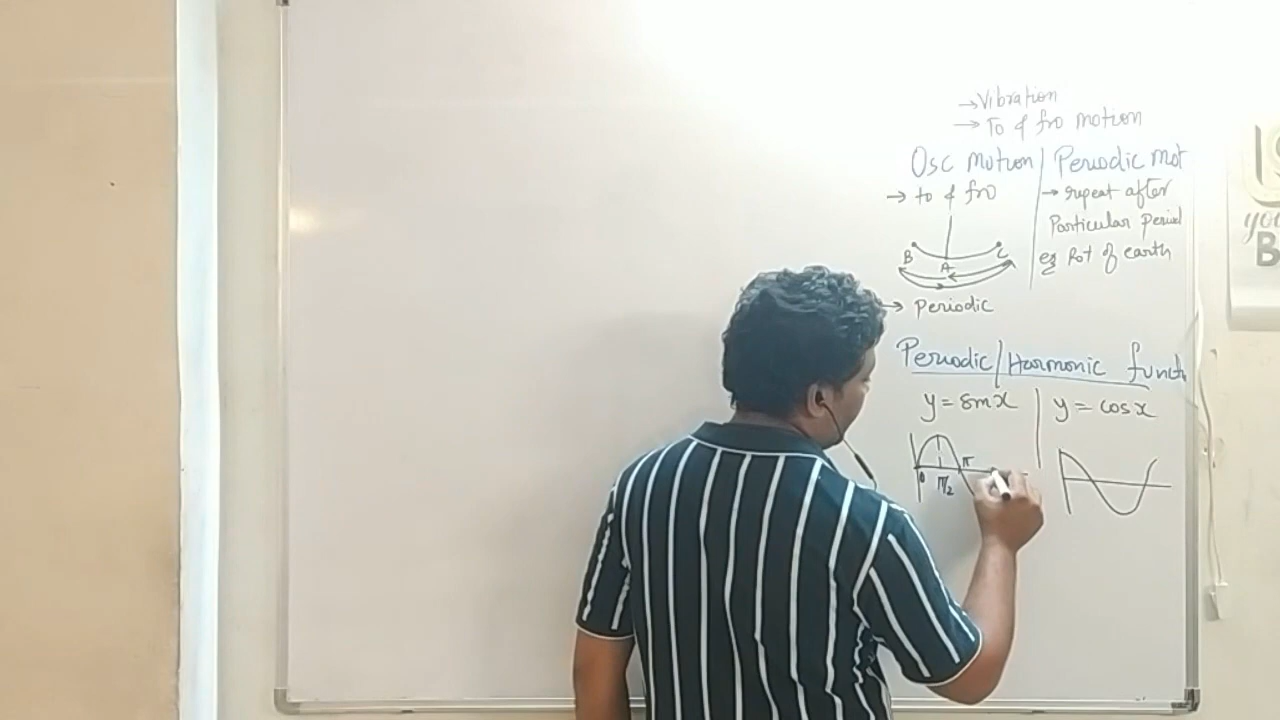 → Vibration
→ To & fro motion
Osc Motion / Periodic Mot
→ to & fro
→ repeat after
Particular Period
B A C
eg Rot of earth
→ Periodic
Periodic/Harmonic funct
y = sin x
y = cos x
0 π/2 π
you
B